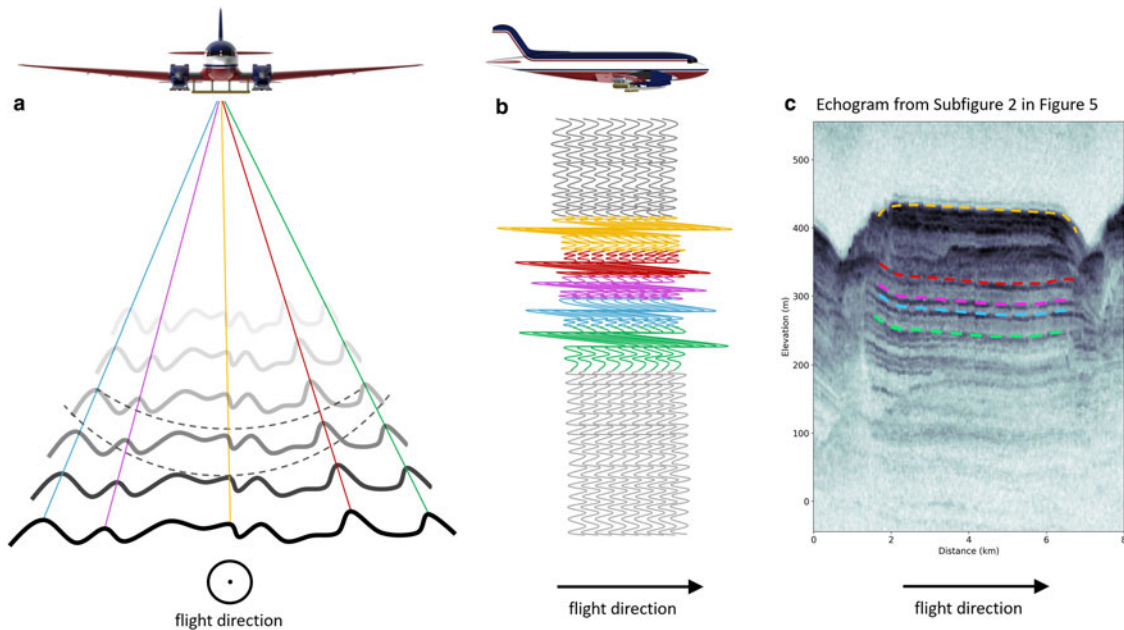 a
flight direction
b
flight direction
c Echogram from Subfigure 2 in Figure 5
Elevation (m)
500
400
300
200
100
0
0 2 4 6 8
Distance (km)
flight direction